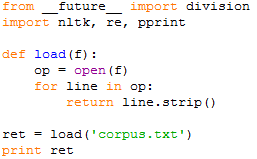 from __future__ import division
import nltk, re, pprint
def load(f):
    op = open(f)
    for line in op:
        return line.strip()
ret = load('corpus.txt')
print ret